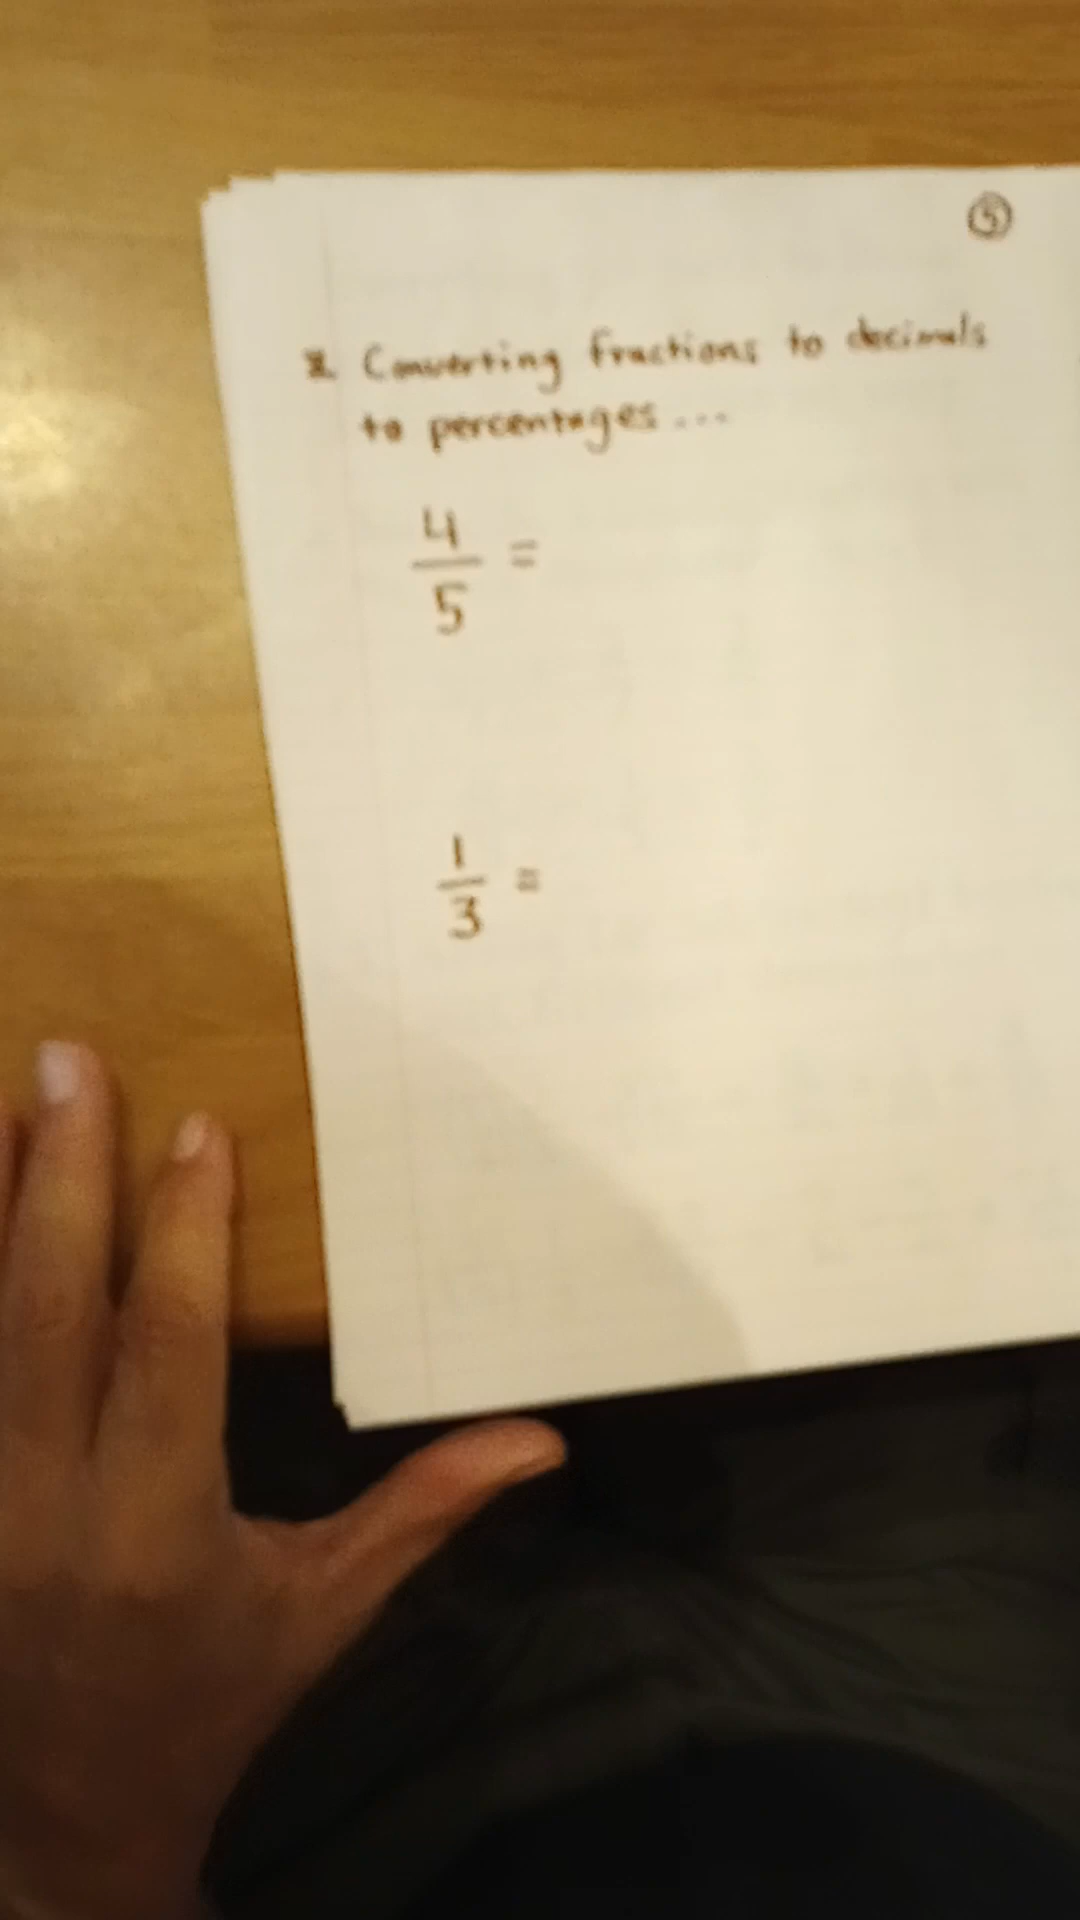 ⑤
* Converting fractions to decimals
to percentages...
4/5 =
1/3 =